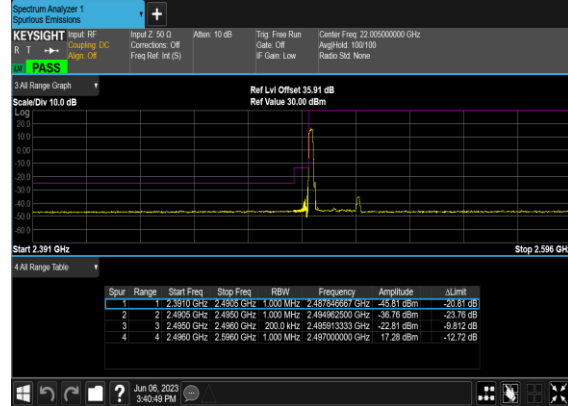 Spectrum Analyzer 1
Spurious Emissions
+
KEYSIGHT Input: RF Input Z: 50 Ω Atten: 10 dB Trig: Free Run Center Freq: 22.005000000 GHz
R T Coupling: DC Corrections: Off Gate: Off Avg|Hold: 100/100
Align: Off Freq Ref: Int (S) IF Gain: Low Radio Std: None
PASS
3 All Range Graph Ref Lvl Offset 35.91 dB
Scale/Div 10.0 dB Ref Value 30.00 dBm
Log
20.0
10.0
0.00
-10.0
-20.0
-30.0
-40.0
-50.0
-60.0
Start 2.391 GHz Stop 2.596 GHz
4 All Range Table
Spur Range Start Freq Stop Freq RBW Frequency Amplitude ΔLimit
1 1 2.3910 GHz 2.4905 GHz 1.000 MHz 2.487846667 GHz -45.81 dBm -20.81 dB
2 2 2.4905 GHz 2.4950 GHz 1.000 MHz 2.494962500 GHz -36.76 dBm -23.76 dB
3 3 2.4950 GHz 2.4960 GHz 200.0 kHz 2.495913333 GHz -22.81 dBm -9.812 dB
4 4 2.4960 GHz 2.5960 GHz 1.000 MHz 2.497000000 GHz 17.28 dBm -12.72 dB
? Jun 06, 2023
3:40:49 PM